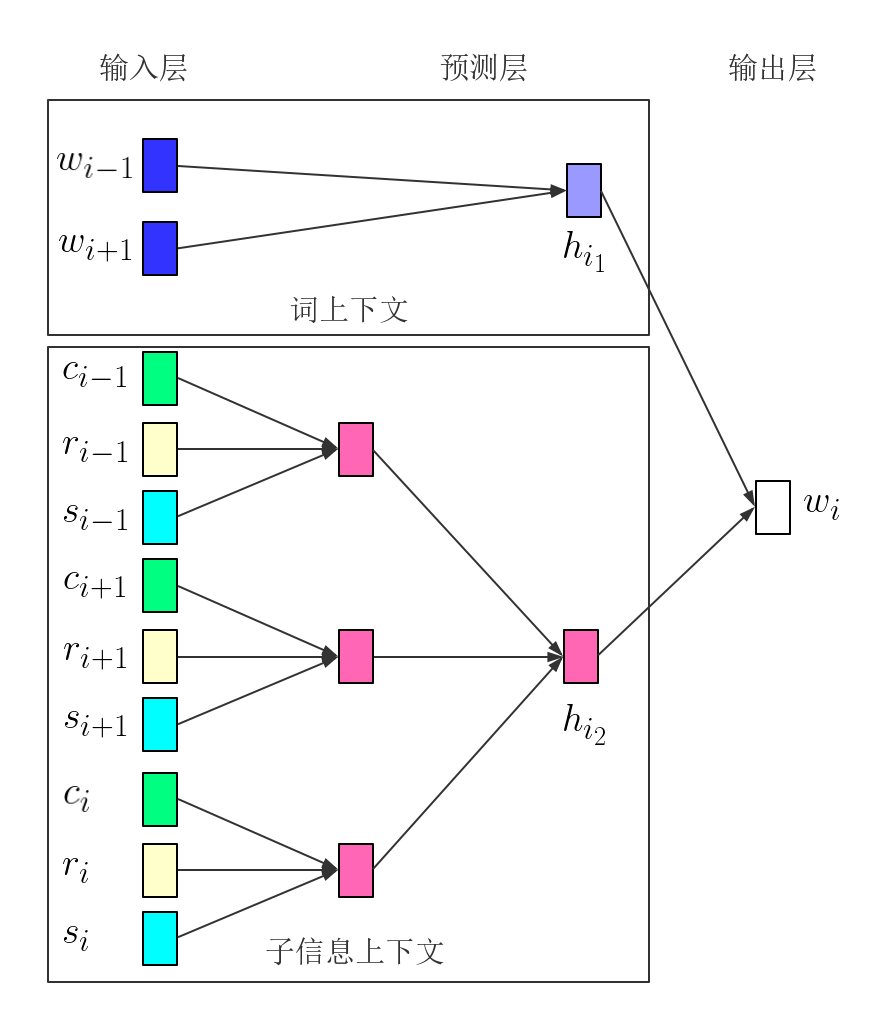 输入层 预测层 输出层
w_{i-1}
w_{i+1}
h_{i_1}
词上下文
c_{i-1}
r_{i-1}
s_{i-1}
w_i
c_{i+1}
r_{i+1}
s_{i+1}
h_{i_2}
c_i
r_i
s_i
子信息上下文